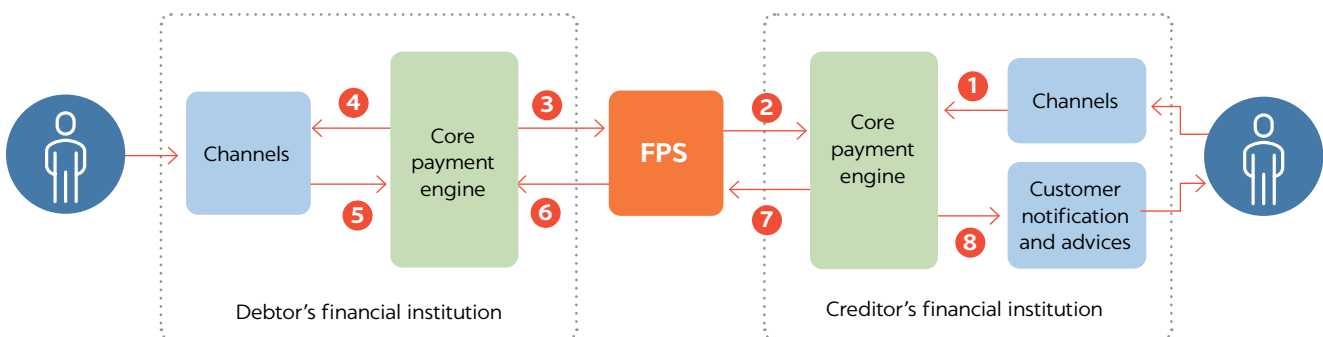 4
3
2
1
Channels
Channels
Core
payment
engine
FPS
Core
payment
engine
Customer
notification
and advices
5
6
7
8
Debtor’s financial institution
Creditor’s financial institution